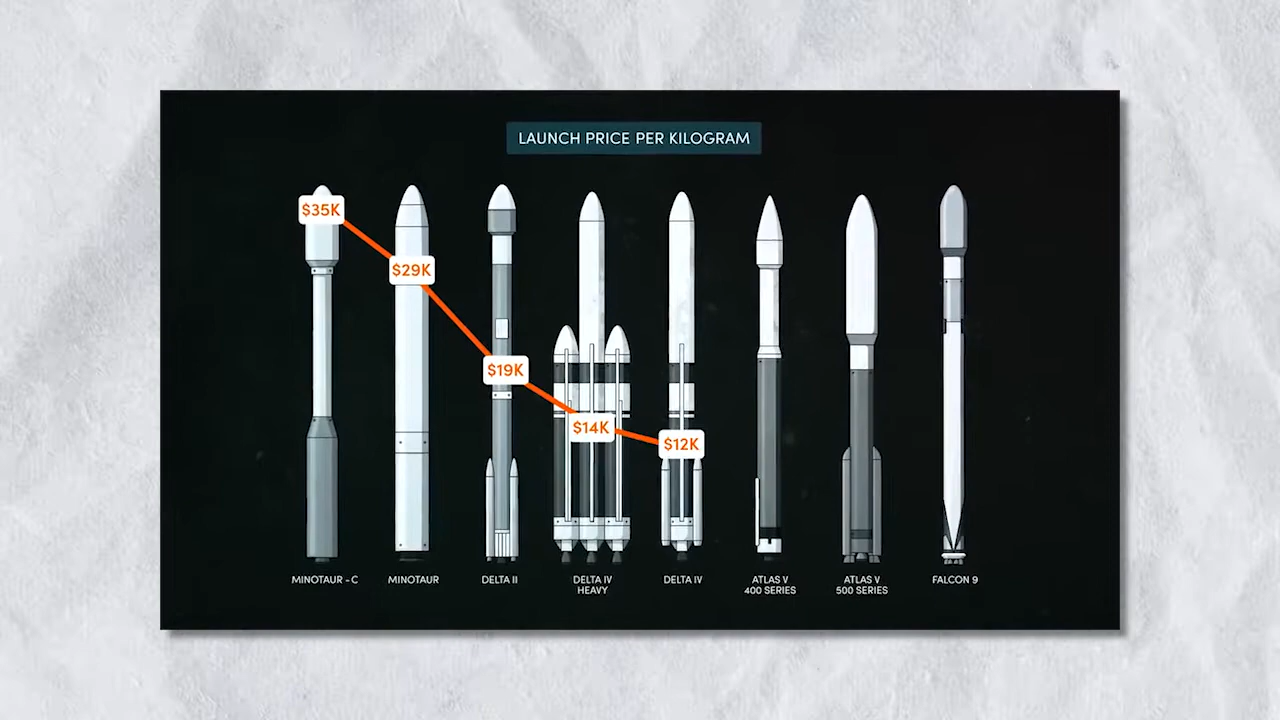 LAUNCH PRICE PER KILOGRAM
$35K
$29K
$19K
$14K
$12K
MINOTAUR - C
MINOTAUR
DELTA II
DELTA IV
HEAVY
DELTA IV
ATLAS V
400 SERIES
ATLAS V
500 SERIES
FALCON 9